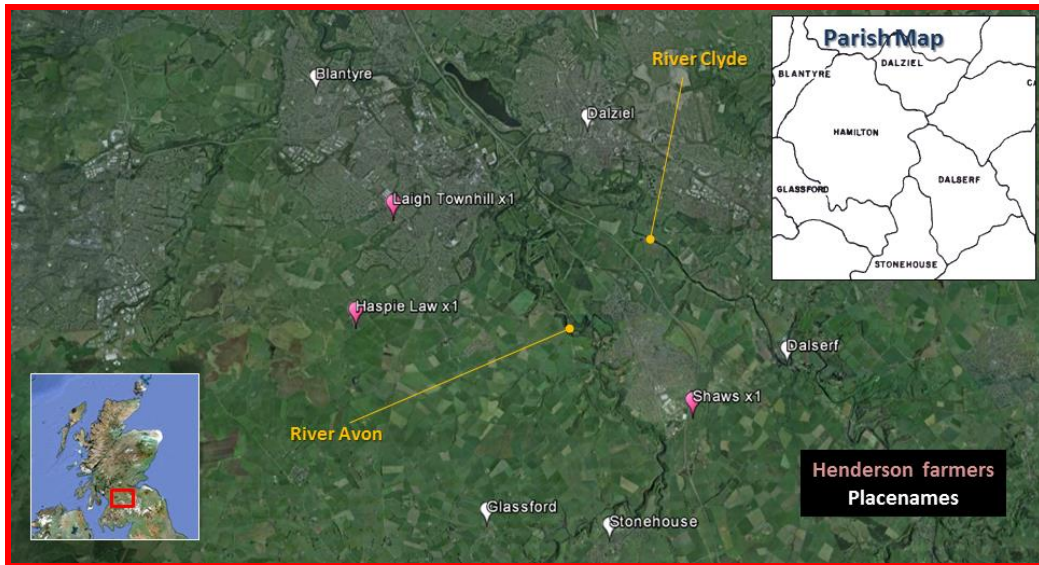 Parish Map
BLANTYRE
DALZIEL
CA
HAMILTON
DALSERF
GLASSFORD
STONEHOUSE
River Clyde
Blantyre
Dalziel
Laigh Townhill x1
Haspie Law x1
Dalserf
Shaws x1
River Avon
Glassford
Stonehouse
Henderson farmers
Placenames